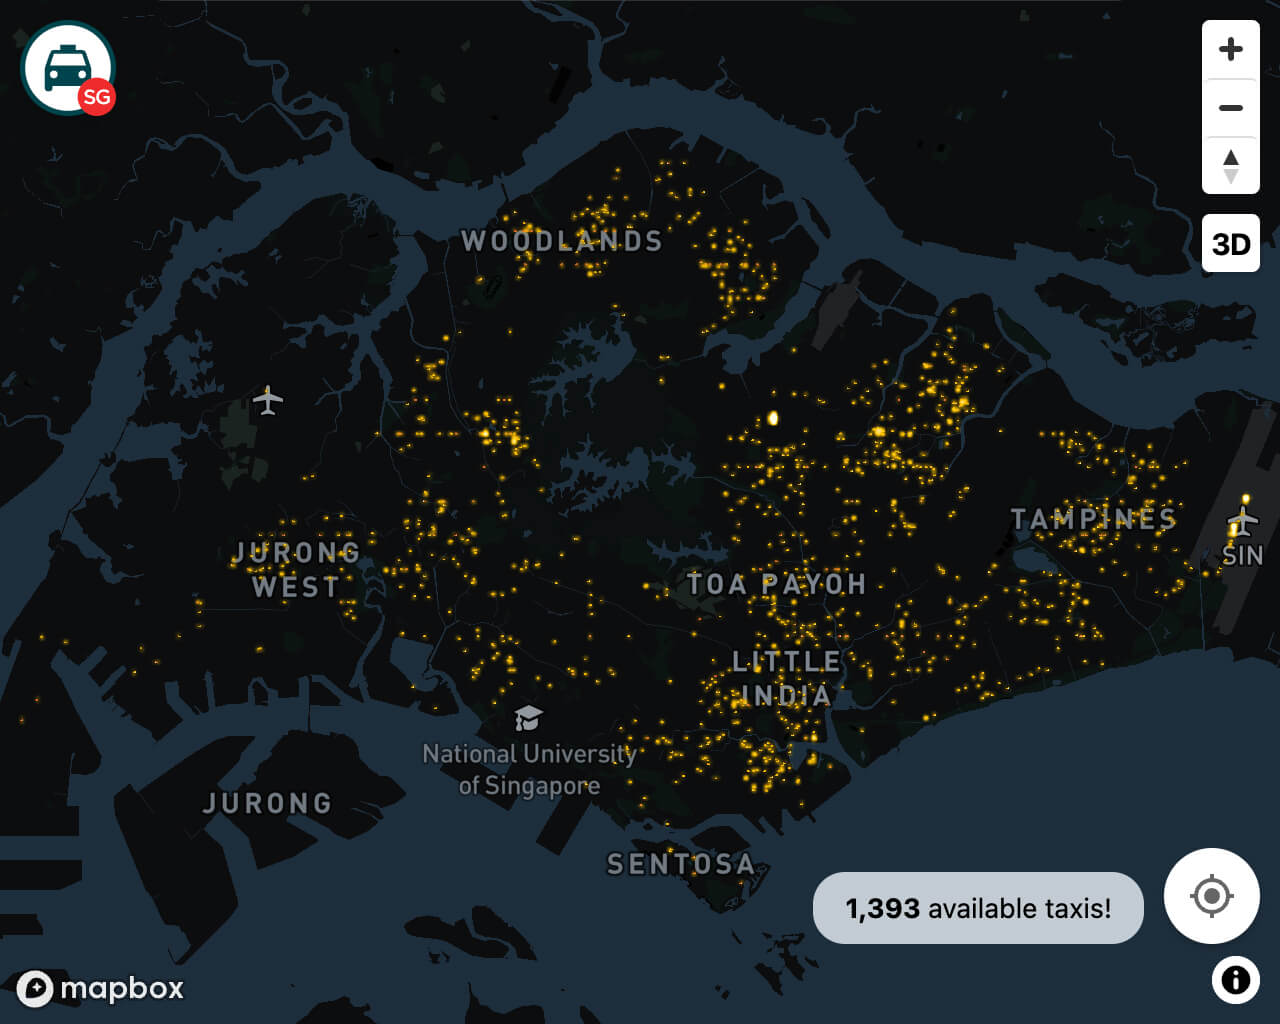 SG
3D
WOODLANDS
TAMPINES
SIN
JURONG
WEST
TOA PAYOH
LITTLE
INDIA
National University
of Singapore
JURONG
SENTOSA
1,393 available taxis!
mapbox